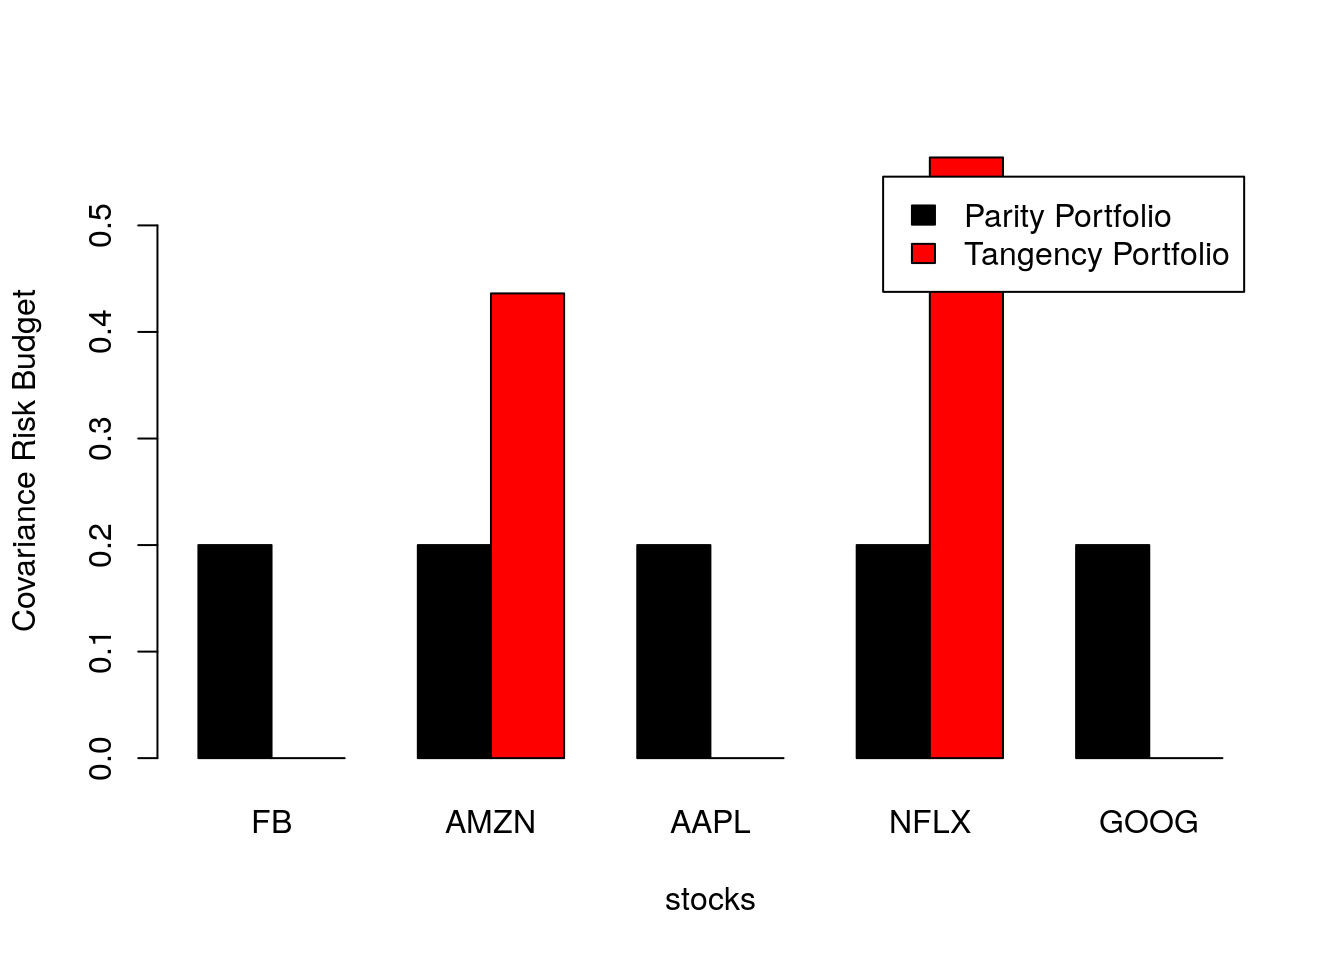 Parity Portfolio
Tangency Portfolio
Covariance Risk Budget
0.5
0.4
0.3
0.2
0.1
0.0
FB AMZN AAPL NFLX GOOG
stocks